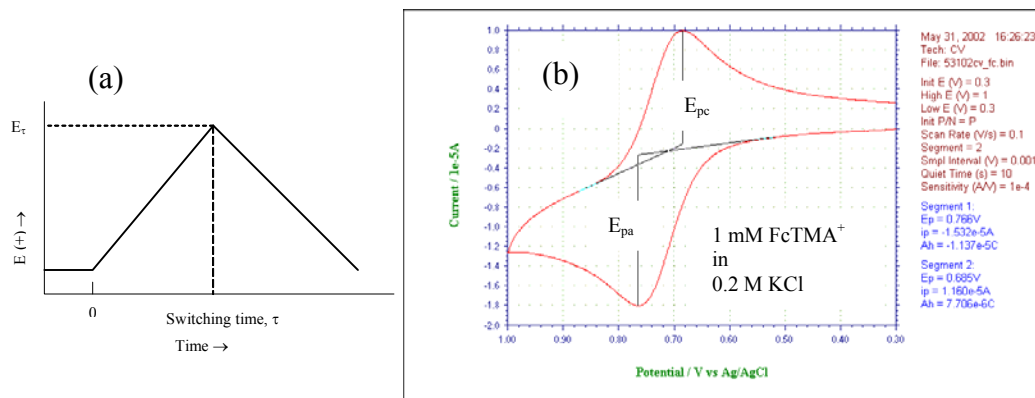 (a)
Eτ
E (+) →
0
Switching time, τ
Time →
(b)
Current / 1e-5A
1.0
0.8
0.6
0.4
0.2
0
-0.2
-0.4
-0.6
-0.8
-1.0
-1.2
-1.4
-1.6
-1.8
-2.0
1.00
0.90
0.80
0.70
0.60
0.50
0.40
0.30
Potential / V vs Ag/AgCl
Epc
Epa
1 mM FcTMA+
in
0.2 M KCl
May 31, 2002 16:26:23
Tech: CV
File: 53102cv_fc.bin
Init E (V) = 0.3
High E (V) = 1
Low E (V) = 0.3
Init P/N = P
Scan Rate (V/s) = 0.1
Segment = 2
Smpl Interval (V) = 0.001
Quiet Time (s) = 10
Sensitivity (A/V) = 1e-4
Segment 1:
Ep = 0.766V
ip = -1.532e-5A
Ah = -1.137e-5C
Segment 2:
Ep = 0.685V
ip = 1.160e-5A
Ah = 7.706e-6C